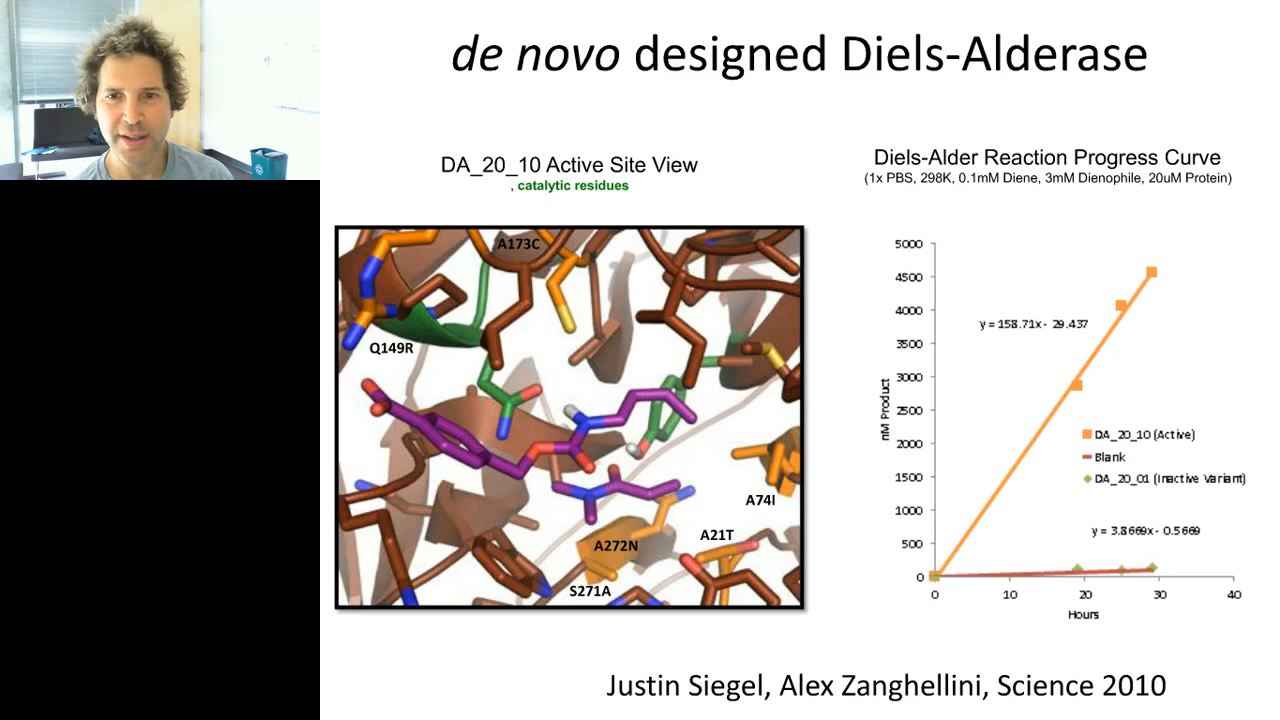 de novo designed Diels-Alderase
DA_20_10 Active Site View
, catalytic residues
A173C
Q149R
A74I
A21T
A272N
S271A
Diels-Alder Reaction Progress Curve
(1x PBS, 298K, 0.1mM Diene, 3mM Dienophile, 20uM Protein)
5000
4500
4000
3500
3000
2500
2000
1500
1000
500
0
nM Product
y = 158.71x - 29.437
DA_20_10 (Active)
Blank
DA_20_01 (Inactive Variant)
y = 3.8669x - 0.5669
0
10
20
30
40
Hours
Justin Siegel, Alex Zanghellini, Science 2010